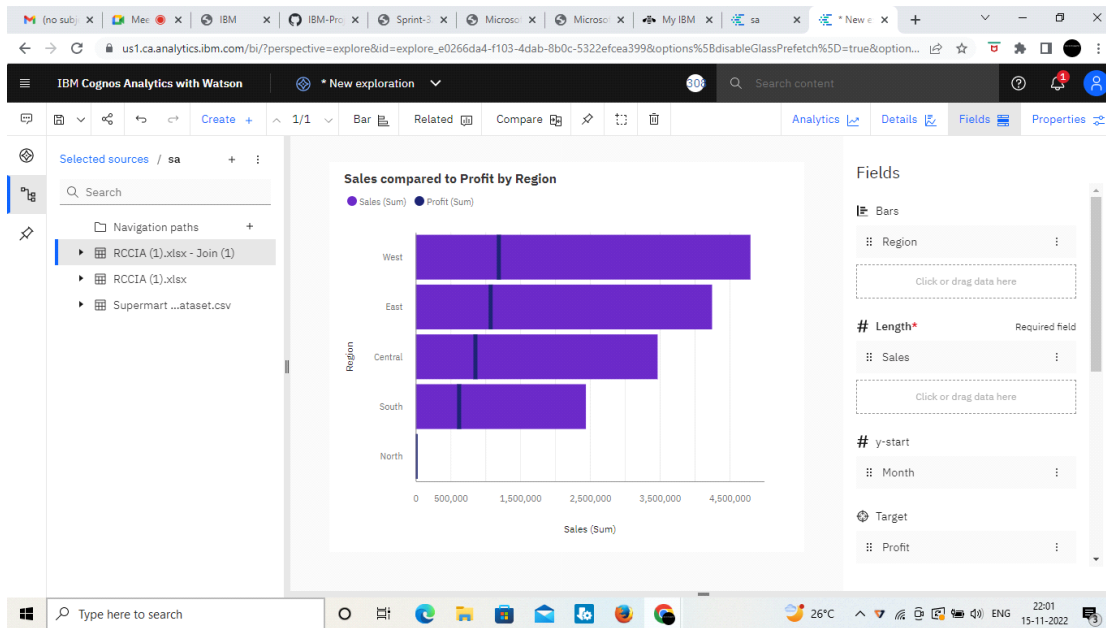 (no subj
Mee
IBM
IBM-Pro
Sprint-3
Microso
Microso
My IBM
sa
* New e
us1.ca.analytics.ibm.com/bi/?perspective=explore&id=explore_e0266da4-f103-4dab-8b0c-5322efcea399&options%5BdisableGlassPrefetch%5D=true&option...
IBM Cognos Analytics with Watson
* New exploration
308
Search content
1
Create +
1/1
Bar
Related
Compare
Analytics
Details
Fields
Properties
Selected sources / sa
Search
Navigation paths
RCCIA (1).xlsx - Join (1)
RCCIA (1).xlsx
Supermart ...ataset.csv
Sales compared to Profit by Region
Sales (Sum) Profit (Sum)
Region
West
East
Central
South
North
0 500,000 1,500,000 2,500,000 3,500,000 4,500,000
Sales (Sum)
Fields
Bars
Region
Click or drag data here
# Length* Required field
Sales
Click or drag data here
# y-start
Month
Target
Profit
Type here to search
26°C
ENG
22:01
15-11-2022
3